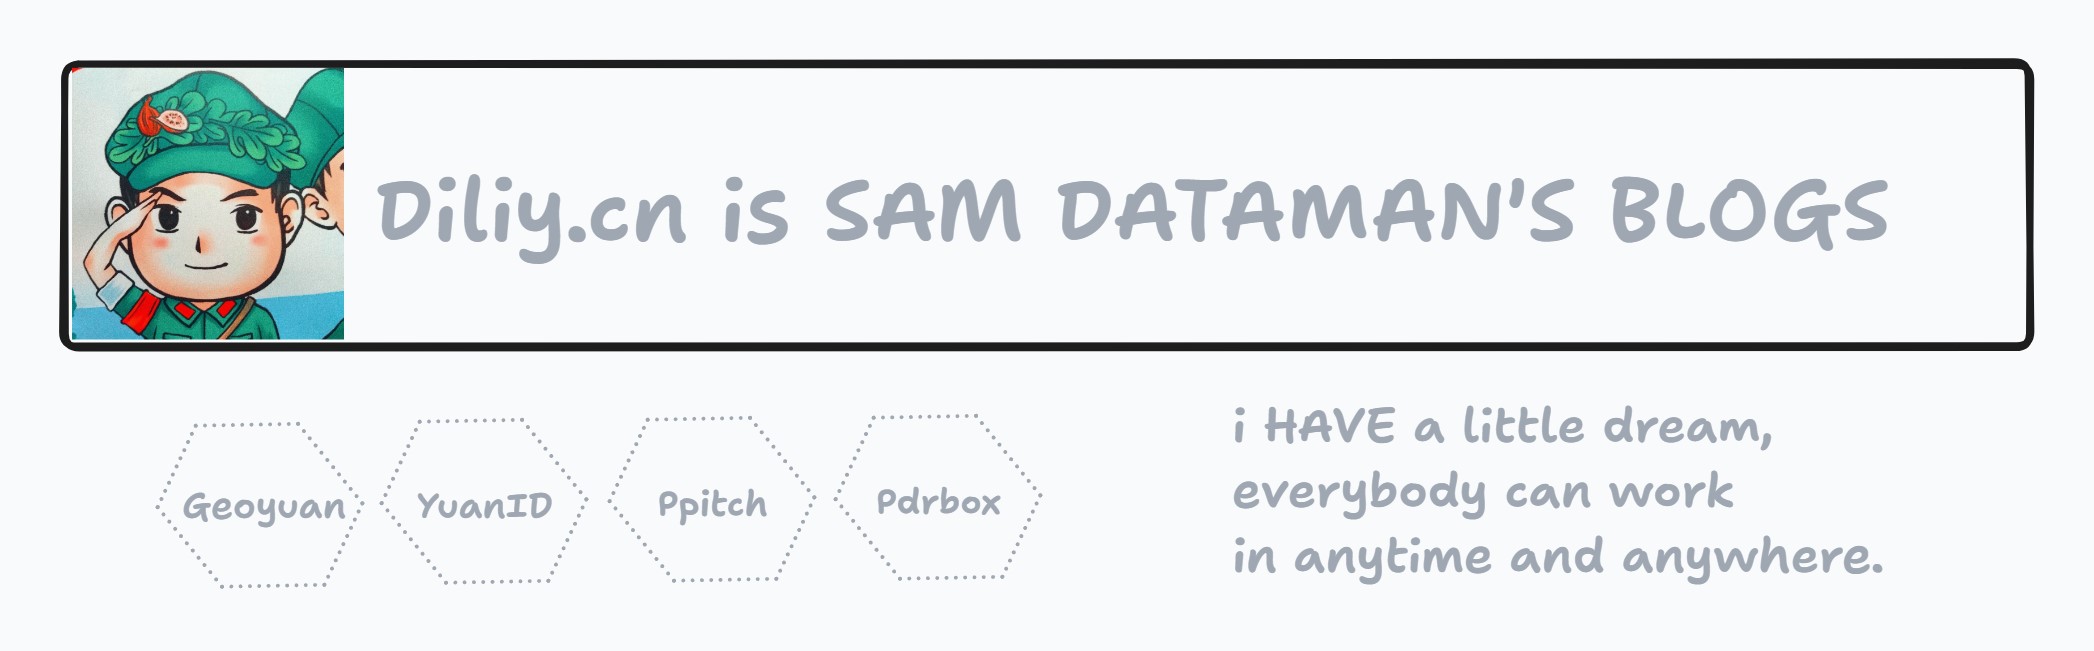 Diliy.cn is SAM DATAMAN'S BLOGS
Geoyuan
YuanID
Ppitch
Pdrbox
i HAVE a little dream,
everybody can work
in anytime and anywhere.